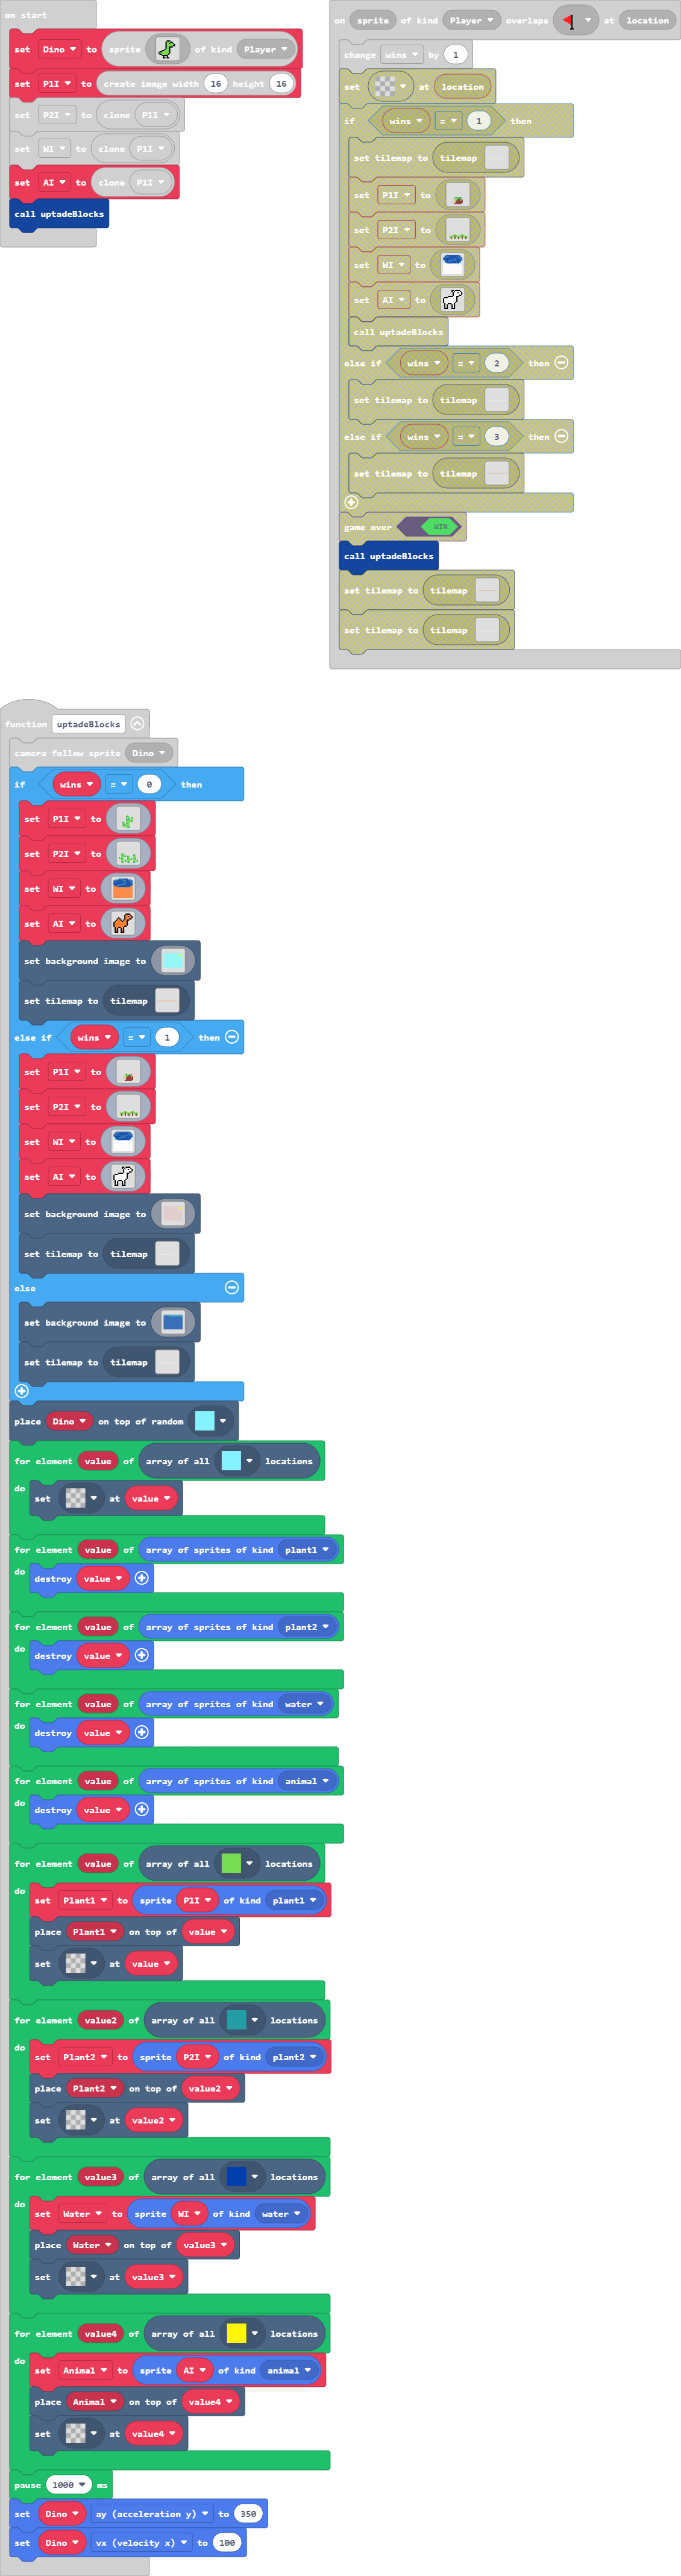 on start
set Dino to sprite of kind Player
set P1I to create image width 16 height 16
set P2I to clone P1I
set WI to clone P1I
set AI to clone P1I
call uptadeBlocks
on sprite of kind Player overlaps at location
change wins by 1
set at location
if wins = 1 then
set tilemap to tilemap
set P1I to
set P2I to
set WI to
set AI to
call uptadeBlocks
else if wins = 2 then
set tilemap to tilemap
else if wins = 3 then
set tilemap to tilemap
game over WIN
call uptadeBlocks
set tilemap to tilemap
set tilemap to tilemap
function uptadeBlocks
camera follow sprite Dino
if wins = 0 then
set P1I to
set P2I to
set WI to
set AI to
set background image to
set tilemap to tilemap
else if wins = 1 then
set P1I to
set P2I to
set WI to
set AI to
set background image to
set tilemap to tilemap
else
set background image to
set tilemap to tilemap
place Dino on top of random
for element value of array of all locations
do
set at value
for element value of array of sprites of kind plant1
do
destroy value
for element value of array of sprites of kind plant2
do
destroy value
for element value of array of sprites of kind water
do
destroy value
for element value of array of sprites of kind animal
do
destroy value
for element value of array of all locations
do
set Plant1 to sprite P1I of kind plant1
place Plant1 on top of value
set at value
for element value2 of array of all locations
do
set Plant2 to sprite P2I of kind plant2
place Plant2 on top of value2
set at value2
for element value3 of array of all locations
do
set Water to sprite WI of kind water
place Water on top of value3
set at value3
for element value4 of array of all locations
do
set Animal to sprite AI of kind animal
place Animal on top of value4
set at value4
pause 1000 ms
set Dino ay (acceleration y) to 350
set Dino vx (velocity x) to 100